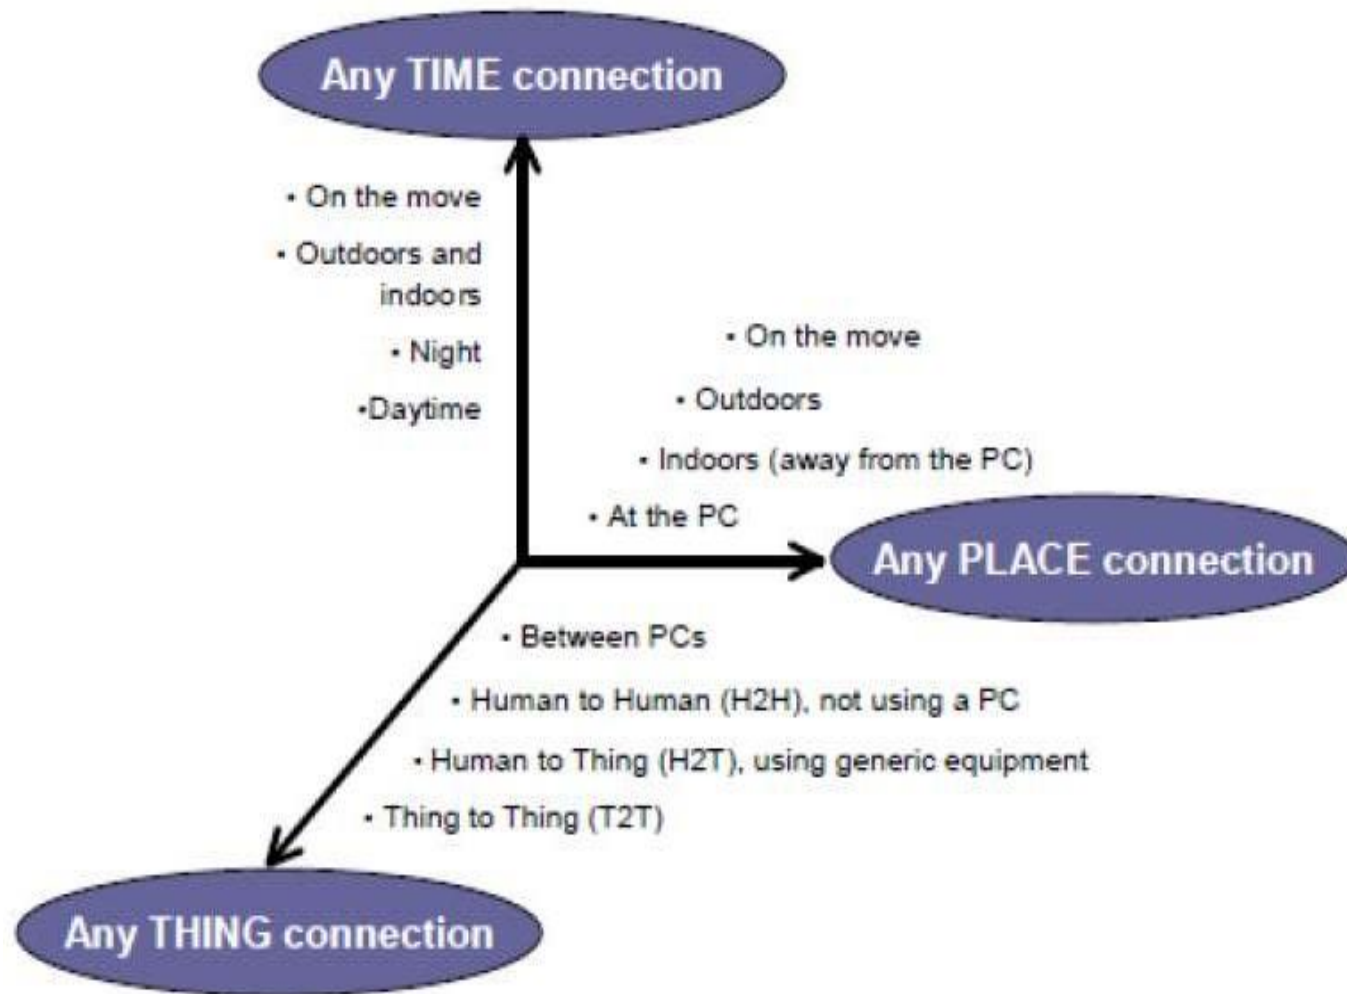 Any TIME connection
• On the move
• Outdoors and
indoors
• Night
•Daytime
• On the move
• Outdoors
• Indoors (away from the PC)
• At the PC
Any PLACE connection
• Between PCs
• Human to Human (H2H), not using a PC
• Human to Thing (H2T), using generic equipment
• Thing to Thing (T2T)
Any THING connection